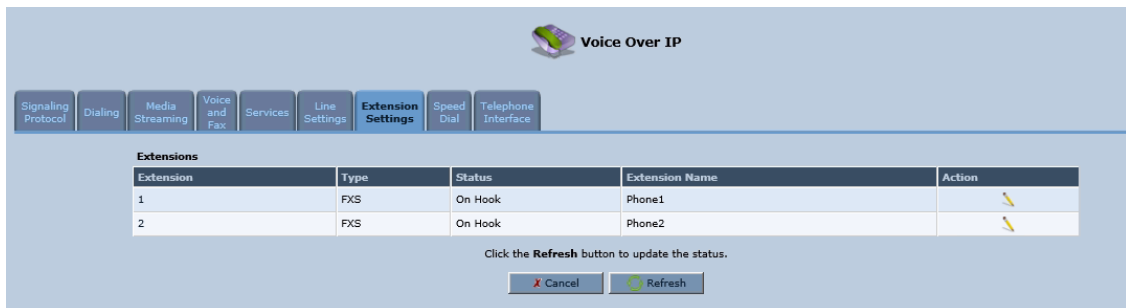 Voice Over IP
Signaling Protocol
Dialing
Media Streaming
Voice and Fax
Services
Line Settings
Extension Settings
Speed Dial
Telephone Interface
Extensions
Extension Type Status Extension Name Action
1 FXS On Hook Phone1
2 FXS On Hook Phone2
Click the Refresh button to update the status.
Cancel Refresh